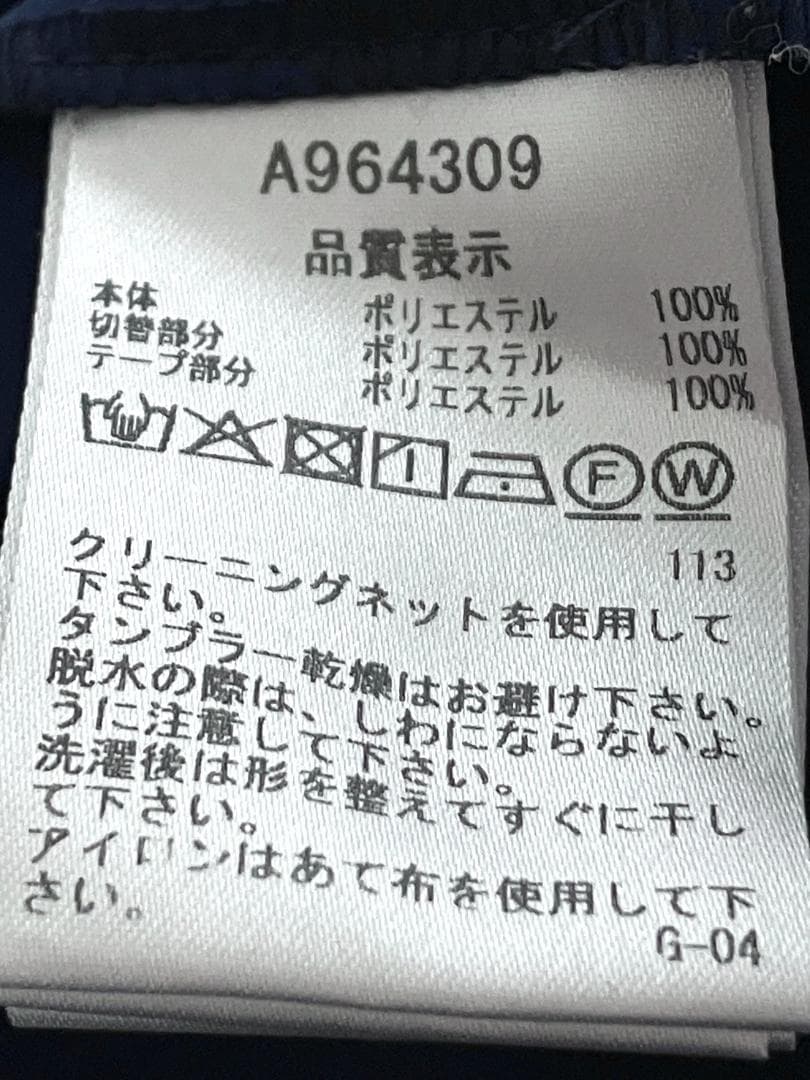 A964309
品質表示
本体 ポリエステル 100%
切替部分 ポリエステル 100%
テープ部分 ポリエステル 100%
F W
113
クリーニングネットを使用して
下さい。
タンブラー乾燥はお避け下さい。
脱水の際は、しわにならないよ
うに注意して下さい。
洗濯後は形を整えてすぐに干し
て下さい。
アイロンはあて布を使用して下
さい。
G-04